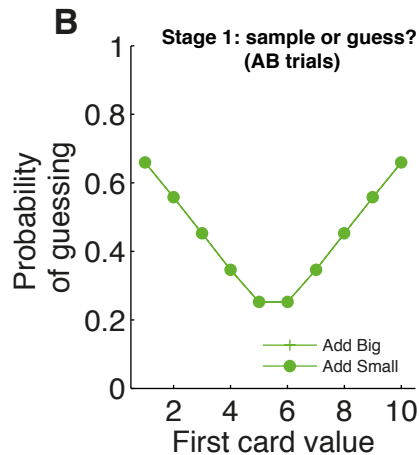 B
Stage 1: sample or guess?
(AB trials)
Probability
of guessing
1
0.8
0.6
0.4
0.2
0
Add Big
Add Small
2 4 6 8 10
First card value